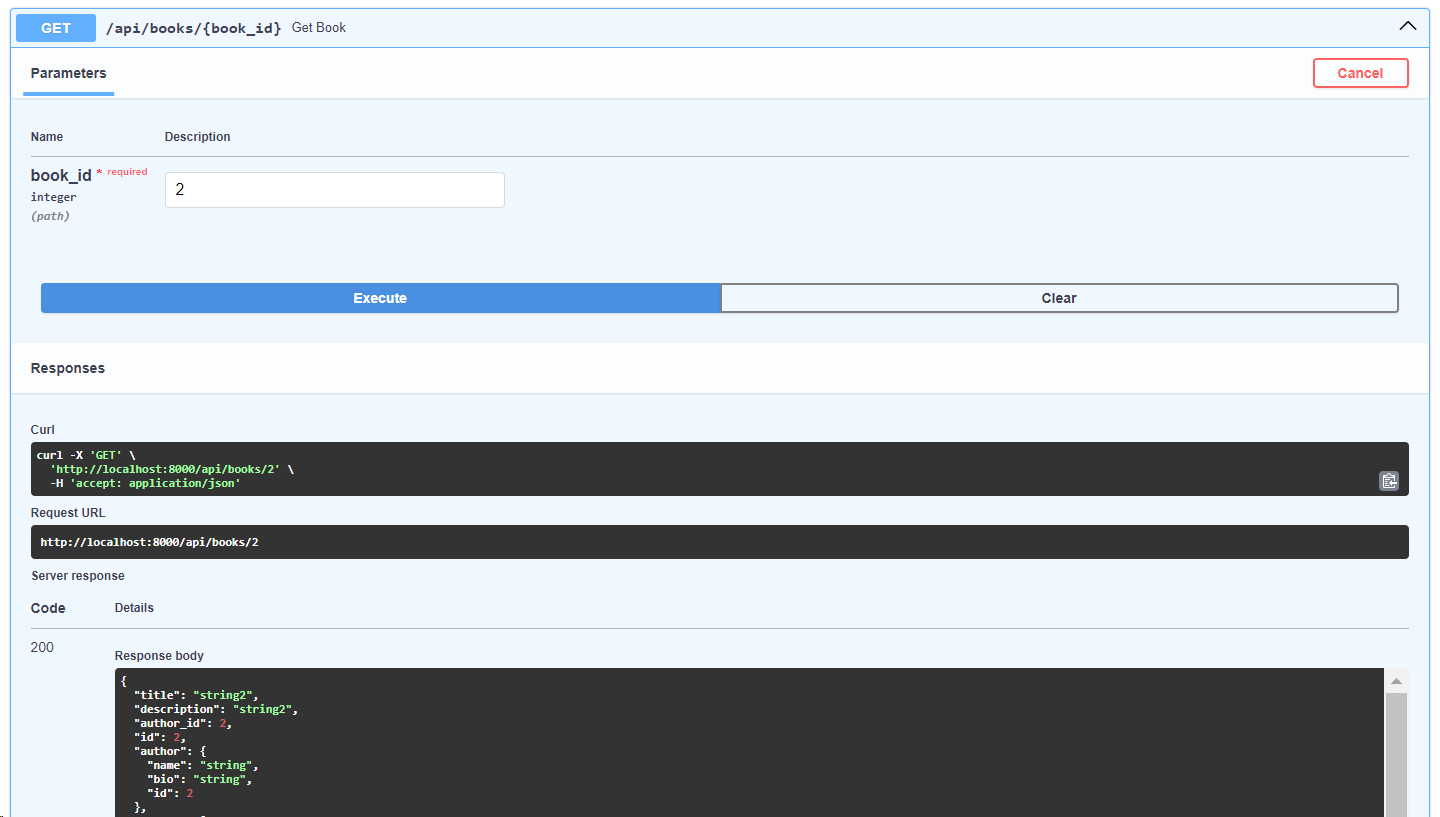 GET /api/books/{book_id} Get Book
Parameters
Cancel
Name Description
book_id * required
integer
(path)
2
Execute
Clear
Responses
Curl
curl -X 'GET' \
  'http://localhost:8000/api/books/2' \
  -H 'accept: application/json'
Request URL
http://localhost:8000/api/books/2
Server response
Code Details
200
Response body
{
  "title": "string2",
  "description": "string2",
  "author_id": 2,
  "id": 2,
  "author": {
    "name": "string",
    "bio": "string",
    "id": 2
  },